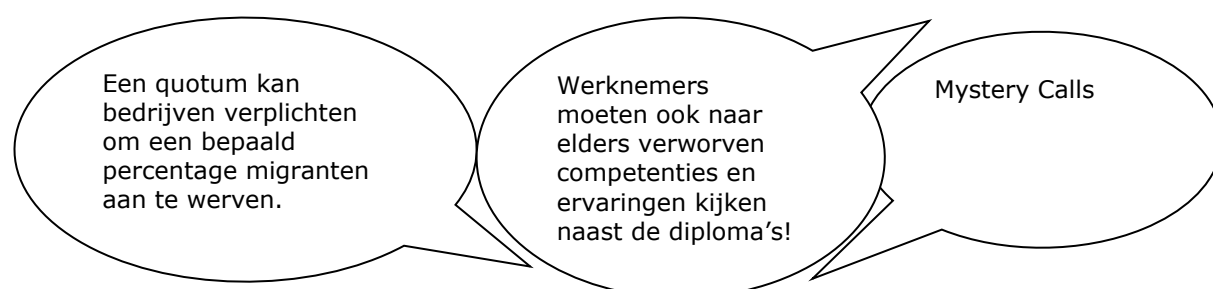 Een quotum kan
bedrijven verplichten
om een bepaald
percentage migranten
aan te werven.
Werknemers
moeten ook naar
elders verworven
competenties en
ervaringen kijken
naast de diploma's!
Mystery Calls